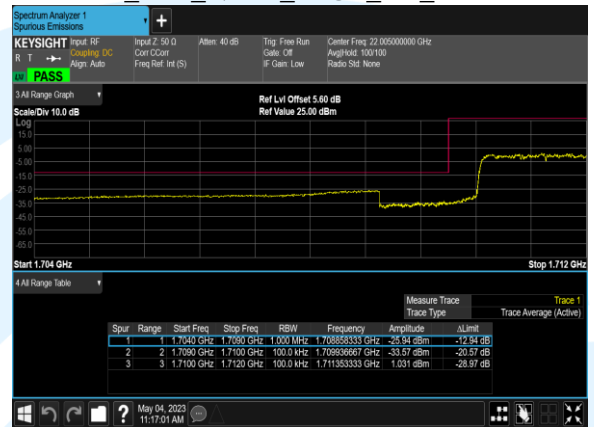 Spectrum Analyzer 1
Spurious Emissions
+
KEYSIGHT Input: RF Input Z: 50 Ω Atten: 40 dB Trig: Free Run Center Freq: 22.005000000 GHz
R T Coupling: DC Corr CCorr Gate: Off Avg|Hold: 100/100
Align: Auto Freq Ref: Int (S) IF Gain: Low Radio Std: None
LV PASS
3 All Range Graph
Ref Lvl Offset 5.60 dB
Scale/Div 10.0 dB Ref Value 25.00 dBm
Log
15.0
5.00
-5.00
-15.0
-25.0
-35.0
-45.0
-55.0
-65.0
Start 1.704 GHz Stop 1.712 GHz
4 All Range Table
Measure Trace Trace 1
Trace Type Trace Average (Active)
Spur Range Start Freq Stop Freq RBW Frequency Amplitude ΔLimit
1 1 1.7040 GHz 1.7090 GHz 1.000 MHz 1.708858333 GHz -25.94 dBm -12.94 dB
2 2 1.7090 GHz 1.7100 GHz 100.0 kHz 1.709936667 GHz -33.57 dBm -20.57 dB
3 3 1.7100 GHz 1.7120 GHz 100.0 kHz 1.711353333 GHz 1.031 dBm -28.97 dB
? May 04, 2023
11:17:01 AM